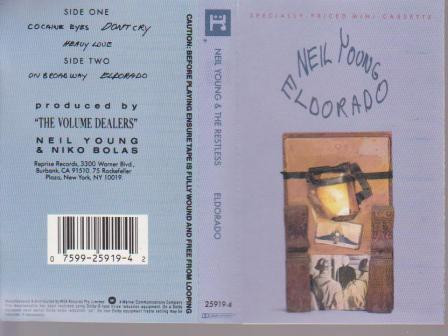 SIDE ONE
COCAINE EYES DON'T CRY
HEAVY LOVE
SIDE TWO
ON BROADWAY ELDORADO
produced by
"THE VOLUME DEALERS"
NEIL YOUNG
& NIKO BOLAS
Reprise Records, 3300 Warner Blvd.,
Burbank, CA 91510. 75 Rockefeller
Plaza, New York, NY 10019.
0 7599-25919-4 2
CAUTION: BEFORE PLAYING ENSURE TAPE IS FULLY WOUND AND FREE FROM LOOPING
NEIL YOUNG & THE RESTLESS ELDORADO
25919-4
SPECIALLY-PRICED MINI CASSETTE
NEIL YOUNG
ELDORADO